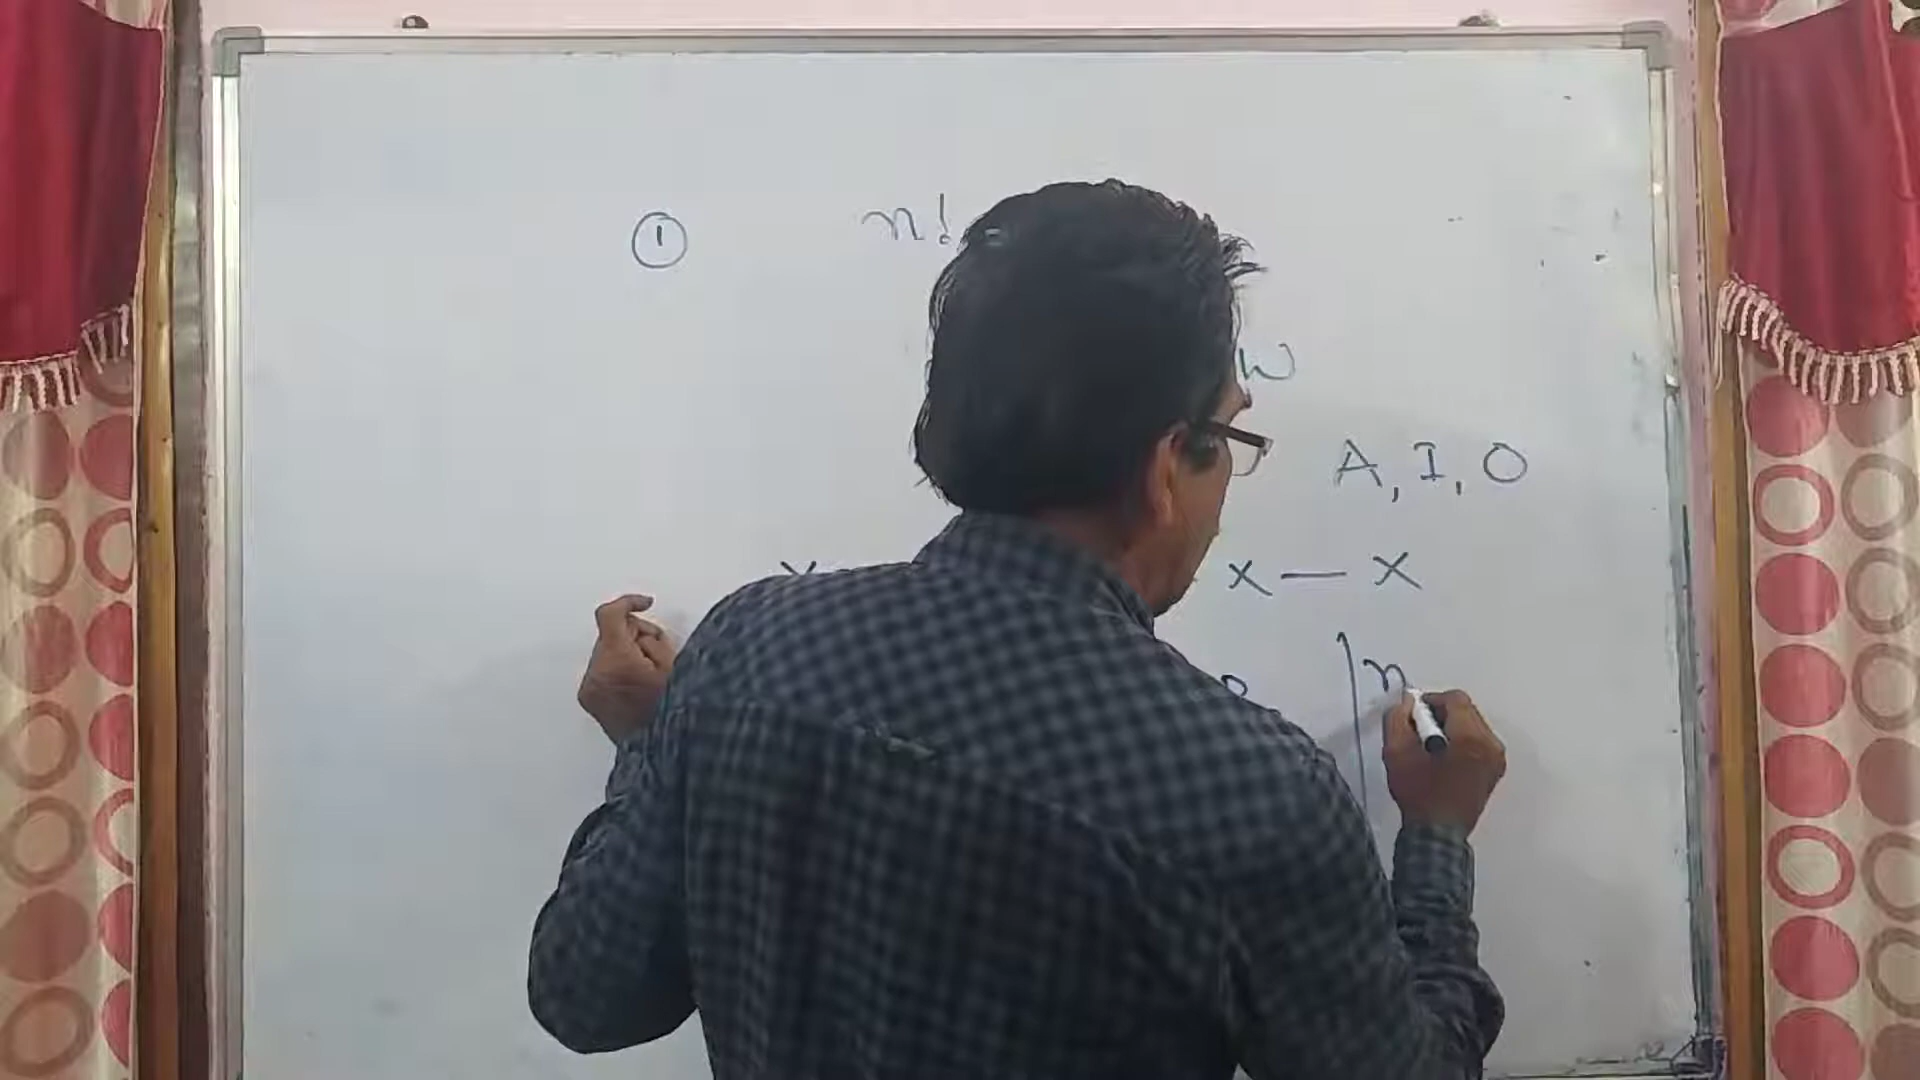 ① n! =
W
A, I, O
x — x
n